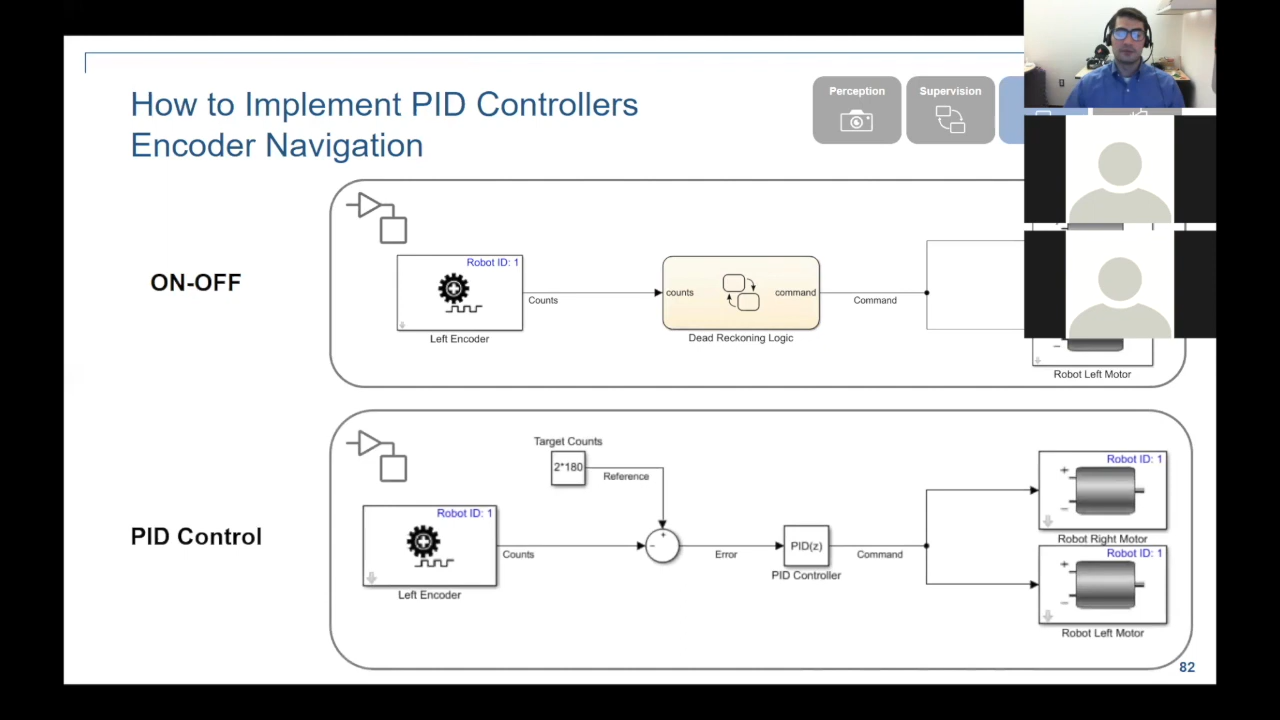 How to Implement PID Controllers
Encoder Navigation
Perception
Supervision
ON-OFF
Robot ID: 1
Left Encoder
Counts
counts
command
Dead Reckoning Logic
Command
Robot Left Motor
PID Control
Target Counts
2*180
Reference
Robot ID: 1
Left Encoder
Counts
+
−
Error
PID(z)
PID Controller
Command
Robot ID: 1
+
−
Robot Right Motor
Robot ID: 1
+
−
Robot Left Motor
82